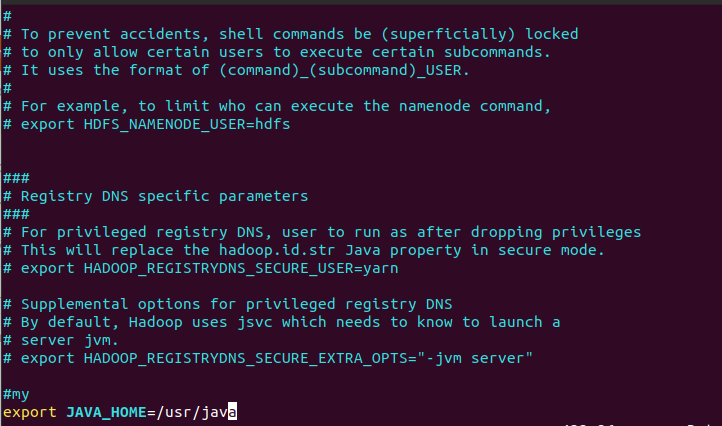 #
# To prevent accidents, shell commands be (superficially) locked
# to only allow certain users to execute certain subcommands.
# It uses the format of (command)_(subcommand)_USER.
#
# For example, to limit who can execute the namenode command,
# export HDFS_NAMENODE_USER=hdfs
###
# Registry DNS specific parameters
###
# For privileged registry DNS, user to run as after dropping privileges
# This will replace the hadoop.id.str Java property in secure mode.
# export HADOOP_REGISTRYDNS_SECURE_USER=yarn
# Supplemental options for privileged registry DNS
# By default, Hadoop uses jsvc which needs to know to launch a
# server jvm.
# export HADOOP_REGISTRYDNS_SECURE_EXTRA_OPTS="-jvm server"
#my
export JAVA_HOME=/usr/java